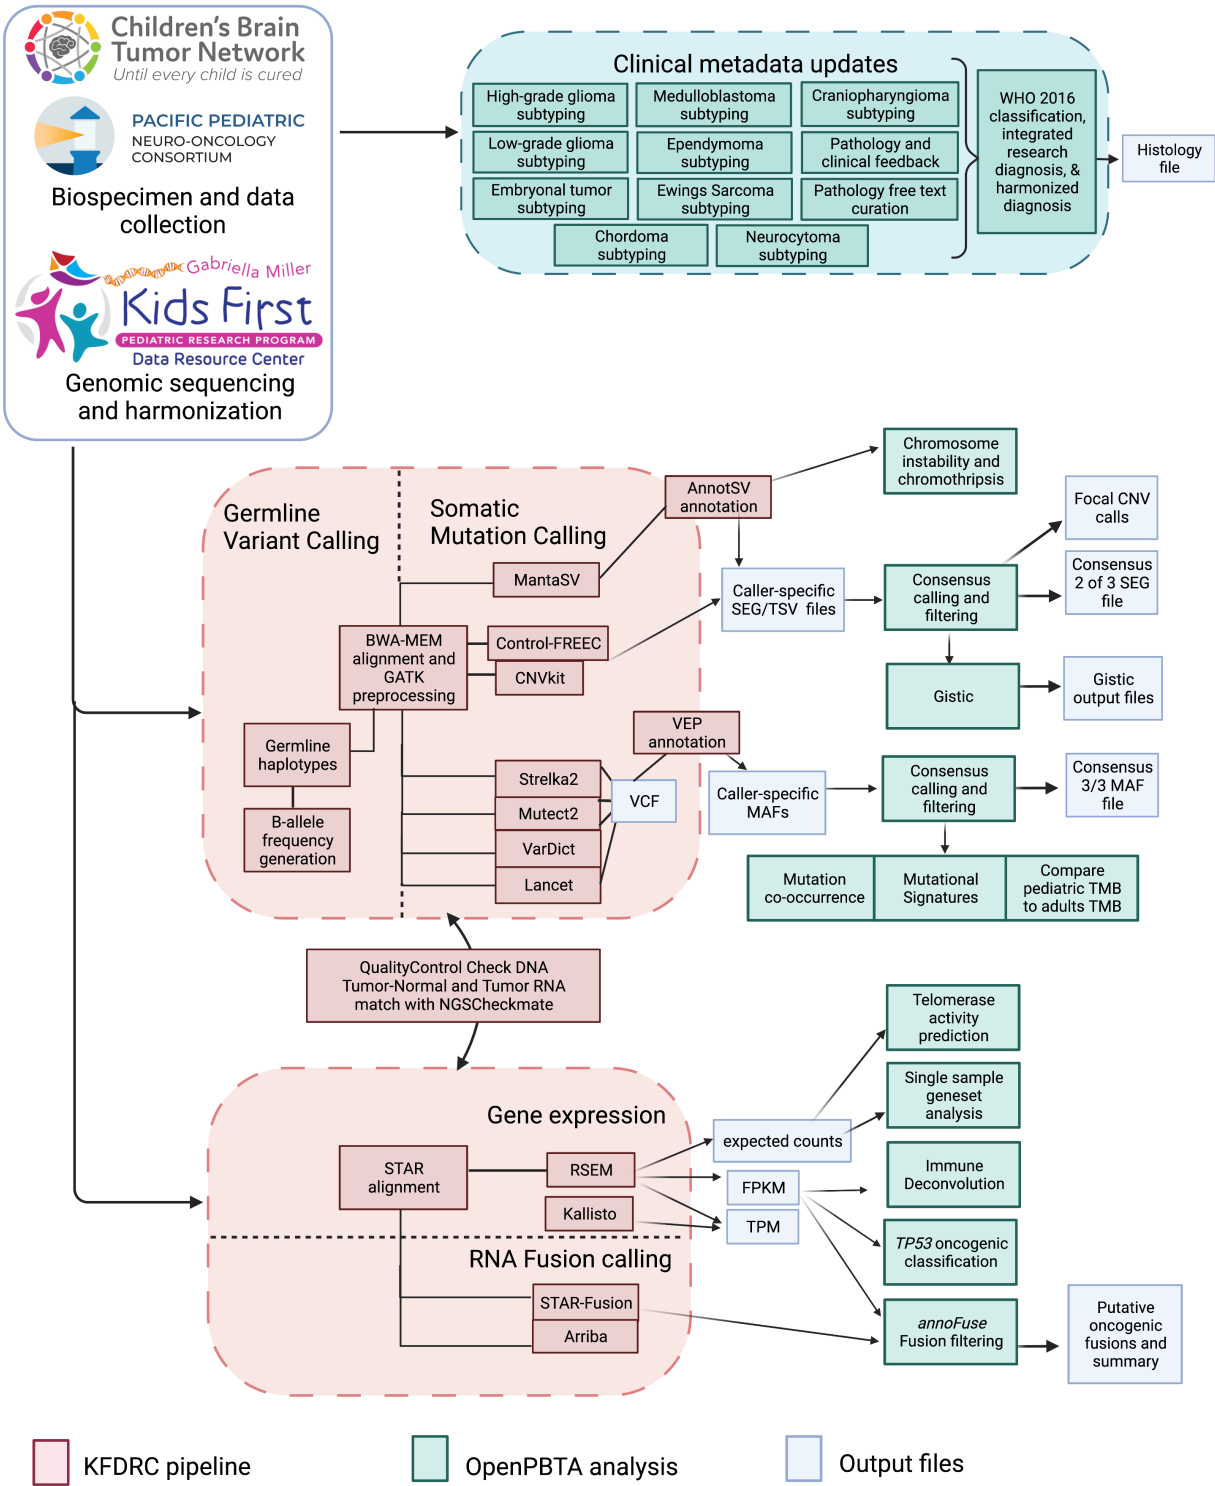 Children's Brain
Tumor Network
Until every child is cured
PACIFIC PEDIATRIC
NEURO-ONCOLOGY
CONSORTIUM
Biospecimen and data
collection
Gabriella Miller
Kids First
PEDIATRIC RESEARCH PROGRAM
Data Resource Center
Genomic sequencing
and harmonization
Clinical metadata updates
High-grade glioma
subtyping
Medulloblastoma
subtyping
Craniopharyngioma
subtyping
Low-grade glioma
subtyping
Ependymoma
subtyping
Pathology and
clinical feedback
Embryonal tumor
subtyping
Ewings Sarcoma
subtyping
Pathology free text
curation
Chordoma
subtyping
Neurocytoma
subtyping
WHO 2016
classification,
integrated
research
diagnosis, &
harmonized
diagnosis
Histology
file
Germline
Variant Calling
Somatic
Mutation Calling
AnnotSV
annotation
Chromosome
instability and
chromothripsis
MantaSV
Caller-specific
SEG/TSV files
Consensus
calling and
filtering
Focal CNV
calls
Consensus
2 of 3 SEG
file
BWA-MEM
alignment and
GATK
preprocessing
Control-FREEC
CNVkit
Gistic
Gistic
output files
Germline
haplotypes
B-allele
frequency
generation
VEP
annotation
Strelka2
Mutect2
VarDict
Lancet
VCF
Caller-specific
MAFs
Consensus
calling and
filtering
Consensus
3/3 MAF
file
Mutation
co-occurrence
Mutational
Signatures
Compare
pediatric TMB
to adults TMB
QualityControl Check DNA
Tumor-Normal and Tumor RNA
match with NGSCheckmate
Gene expression
STAR
alignment
RSEM
Kallisto
expected counts
FPKM
TPM
Telomerase
activity
prediction
Single sample
geneset
analysis
Immune
Deconvolution
TP53 oncogenic
classification
RNA Fusion calling
STAR-Fusion
Arriba
annoFuse
Fusion filtering
Putative
oncogenic
fusions and
summary
KFDRC pipeline
OpenPBTA analysis
Output files